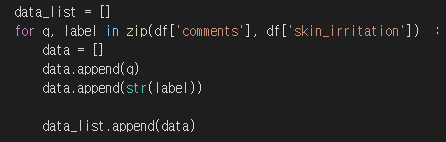 data_list = []
for q, label in zip(df['comments'], df['skin_irritation'])  :
    data = []
    data.append(q)
    data.append(str(label))

    data_list.append(data)